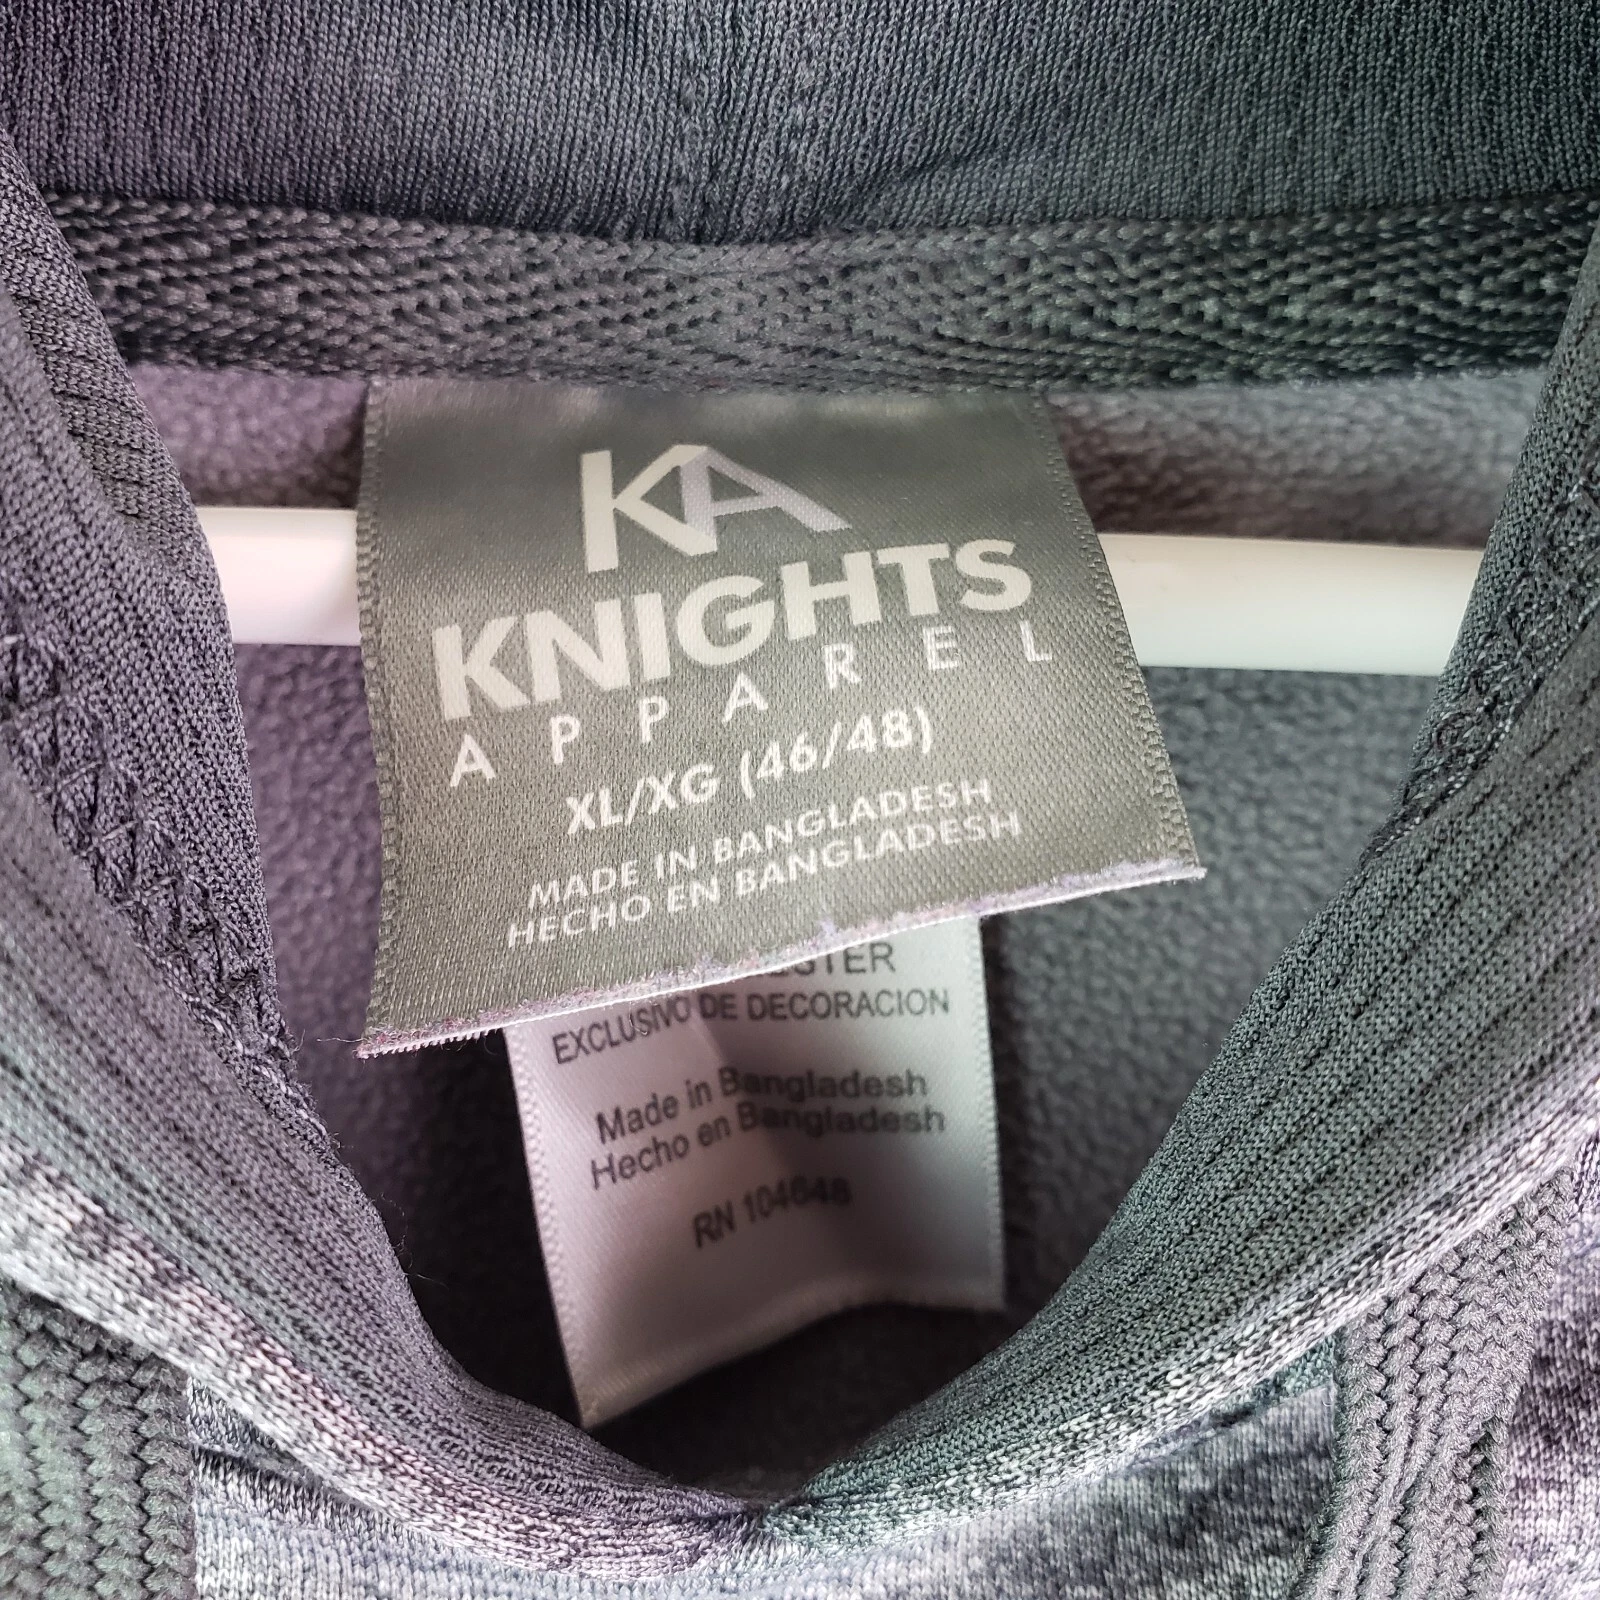 KA
KNIGHTS
APPAREL
XL/XG (46/48)
MADE IN BANGLADESH
HECHO EN BANGLADESH
EXCLUSIVO DE DECORACION
Made in Bangladesh
Hecho en Bangladesh
RN 104648